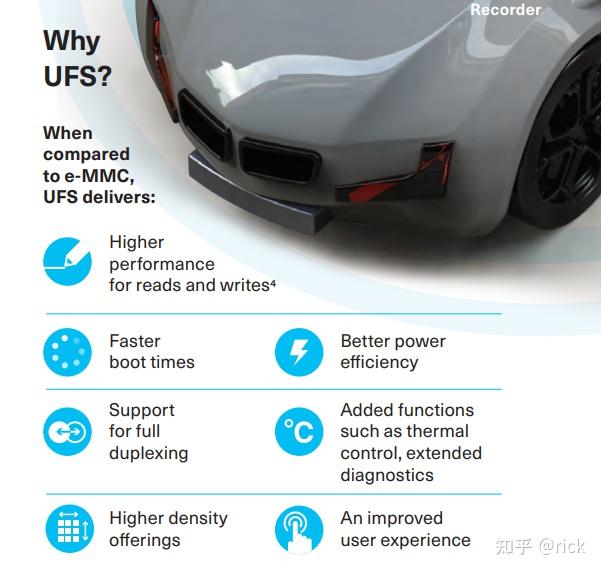 Recorder
Why
UFS?
When
compared
to e-MMC,
UFS delivers:
Higher
performance
for reads and writes⁴
Faster
boot times
Better power
efficiency
Support
for full
duplexing
°C
Added functions
such as thermal
control, extended
diagnostics
Higher density
offerings
An improved
user experience
知乎 @rick